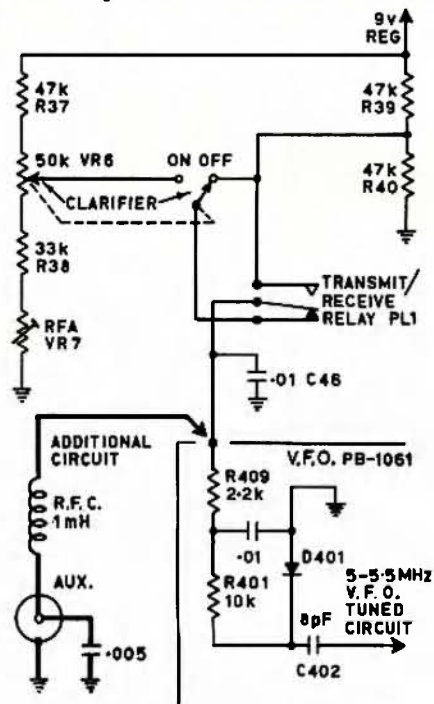 9v
REG
47k
R37
47k
R39
50k VR6
ON OFF
47k
R40
CLARIFIER
33k
R38
TRANSMIT/
RECEIVE
RELAY PL1
RFA
VR7
·01 C46
ADDITIONAL
CIRCUIT
V.F.O. PB-1061
R409
2·2k
R.F.C.
1mH
·01
D401
R401
10k
5-5·5MHz
V.F.O.
TUNED
CIRCUIT
AUX.
8pF
·005
C402